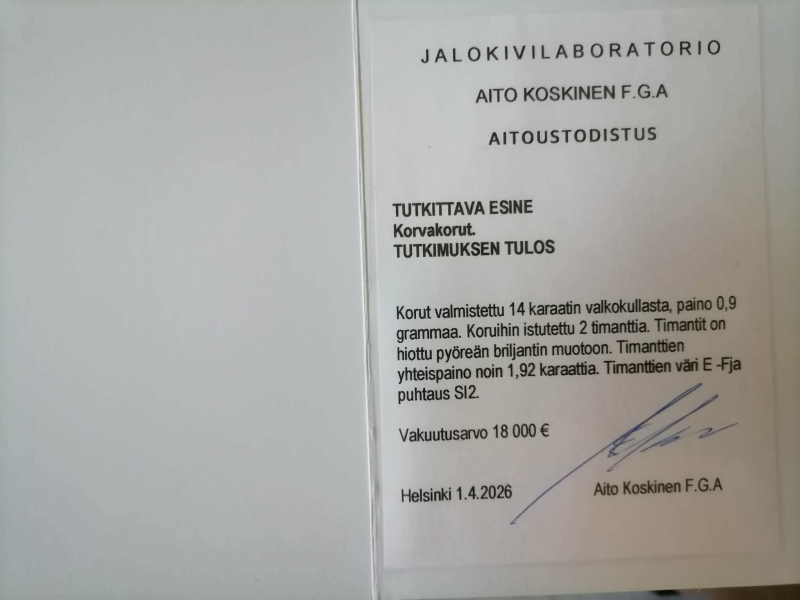 JALOKIVILABORATORIO
AITO KOSKINEN F.G.A
AITOUSTODISTUS
TUTKITTAVA ESINE
Korvakorut.
TUTKIMUKSEN TULOS
Korut valmistettu 14 karaatin valkokullasta, paino 0,9
grammaa. Koruihin istutettu 2 timanttia. Timantit on
hiottu pyöreän briljantin muotoon. Timanttien
yhteispaino noin 1,92 karaattia. Timanttien väri E -Fja
puhtaus SI2.
Vakuutusarvo 18 000 €
Helsinki 1.4.2026
Aito Koskinen F.G.A